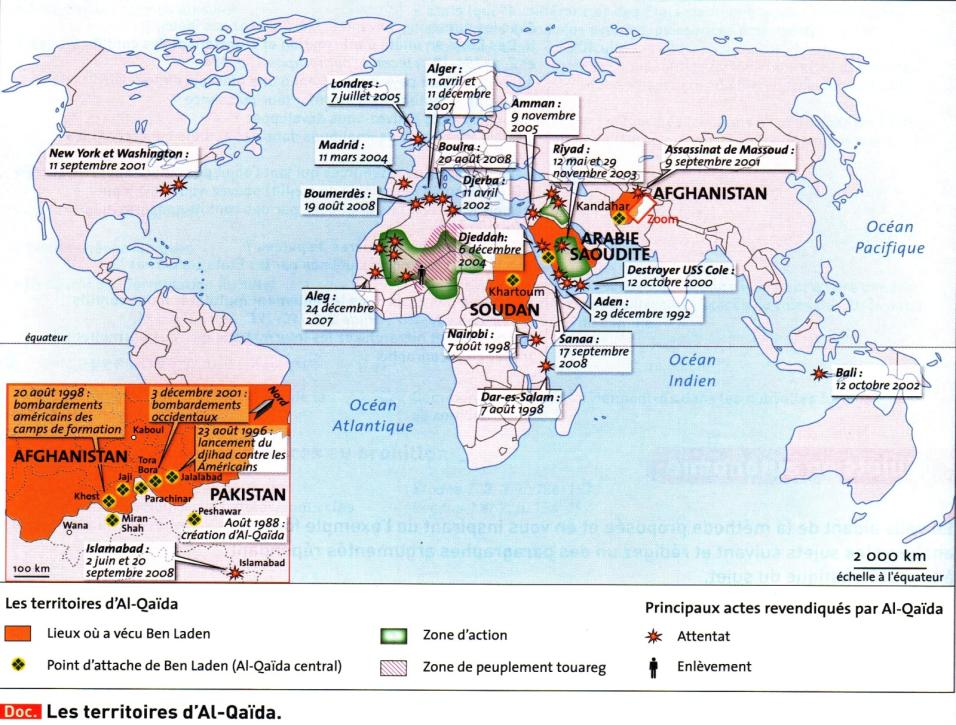 Londres :
7 juillet 2005
Alger :
11 avril et
11 décembre
2007
Amman :
9 novembre
2005
New York et Washington :
11 septembre 2001
Madrid :
11 mars 2004
Bouira :
20 août 2008
Riyad :
12 mai et 29
novembre 2003
Assassinat de Massoud :
9 septembre 2001
Boumerdès :
19 août 2008
Djerba :
11 avril
2002
Kandahar
AFGHANISTAN
Zoom
Océan
Pacifique
Djeddah :
6 décembre
2004
ARABIE
SAOUDITE
Khartoum
SOUDAN
Destroyer USS Cole :
12 octobre 2000
Aden :
29 décembre 1992
Aleg :
24 décembre
2007
Nairobi :
7 août 1998
Sanaa :
17 septembre
2008
équateur
Océan
Indien
Bali :
12 octobre 2002
Dar-es-Salam :
7 août 1998
Océan
Atlantique
20 août 1998 :
bombardements
américains des
camps de formation
3 décembre 2001 :
bombardements
occidentaux
Nord
Kaboul
23 août 1996 :
lancement du
djihad contre les
Américains
AFGHANISTAN
Tora
Bora
Jaji
Jalalabad
Khost
Parachinar
PAKISTAN
Wana
Miran
Shah
Peshawar
Août 1988 :
création d'Al-Qaïda
Islamabad :
2 juin et 20
septembre 2008
Islamabad
100 km
2 000 km
échelle à l'équateur
Les territoires d'Al-Qaïda
Lieux où a vécu Ben Laden
Point d'attache de Ben Laden (Al-Qaïda central)
Zone d'action
Zone de peuplement touareg
Principaux actes revendiqués par Al-Qaïda
Attentat
Enlèvement
Doc. Les territoires d'Al-Qaïda.